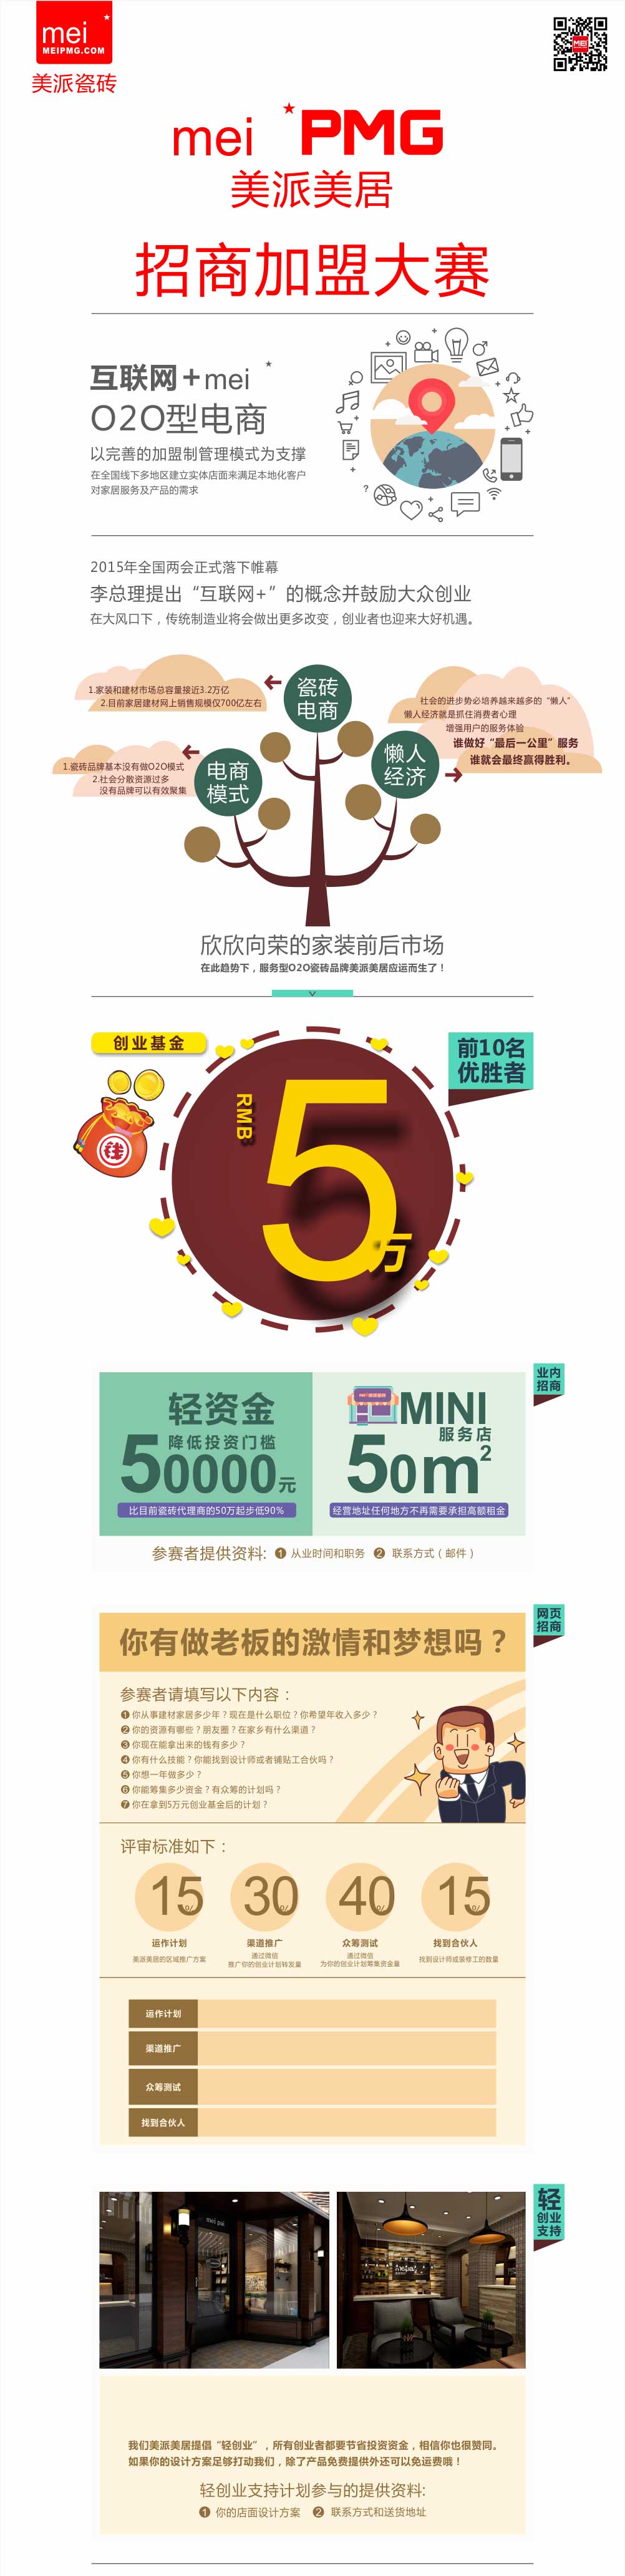 mei
MEIPMG.COM
美派瓷砖
MEI
mei PMG
美派美居
招商加盟大赛
互联网+mei
O2O型电商
以完善的加盟制管理模式为支撑
在全国线下多地区建立实体店面来满足本地化客户
对家居服务及产品的需求
2015年全国两会正式落下帷幕
李总理提出“互联网+”的概念并鼓励大众创业
在大风口下，传统制造业将会做出更多改变，创业者也迎来大好机遇。
瓷砖
电商
1.家装和建材市场总容量接近3.2万亿
2.目前家居建材网上销售规模仅700亿左右
社会的进步势必培养越来越多的“懒人”
懒人经济就是抓住消费者心理
增强用户的服务体验
谁做好“最后一公里”服务
谁就会最终赢得胜利。
懒人
经济
电商
模式
1.瓷砖品牌基本没有做O2O模式
2.社会分散资源过多
没有品牌可以有效聚集
欣欣向荣的家装前后市场
在此趋势下，服务型O2O瓷砖品牌美派美居应运而生了！
创业基金
前10名
优胜者
RMB:
5万
业内
招商
轻资金
降低投资门槛
50000元
比目前瓷砖代理商的50万起步低90%
MINI
服务店
50m2
经营地址任何地方不再需要承担高额租金
参赛者提供资料: ❶ 从业时间和职务 ❷ 联系方式（邮件）
网页
招商
你有做老板的激情和梦想吗？
参赛者请填写以下内容：
❶ 你从事建材家居多少年？现在是什么职位？你希望年收入多少？
❷ 你的资源有哪些？朋友圈？在家乡有什么渠道？
❸ 你现在能拿出来的钱有多少？
❹ 你有什么技能？你能找到设计师或者铺贴工合伙吗？
❺ 你想一年做多少？
❻ 你能筹集多少资金？有众筹的计划吗？
❼ 你在拿到5万元创业基金后的计划？
评审标准如下：
15%
30%
40%
15%
运作计划
渠道推广
众筹测试
找到合伙人
美派美居的区域推广方案
通过微信
推广你的创业计划转发量
通过微信
为你的创业计划筹集资金量
找到设计师或装修工的数量
运作计划
渠道推广
众筹测试
找到合伙人
轻
创业
支持
mei pai
我们美派美居提倡“轻创业”，所有创业者都要节省投资资金，相信你也很赞同。
如果你的设计方案足够打动我们，除了产品免费提供外还可以免运费哦！
轻创业支持计划参与的提供资料:
❶ 你的店面设计方案 ❷ 联系方式和送货地址